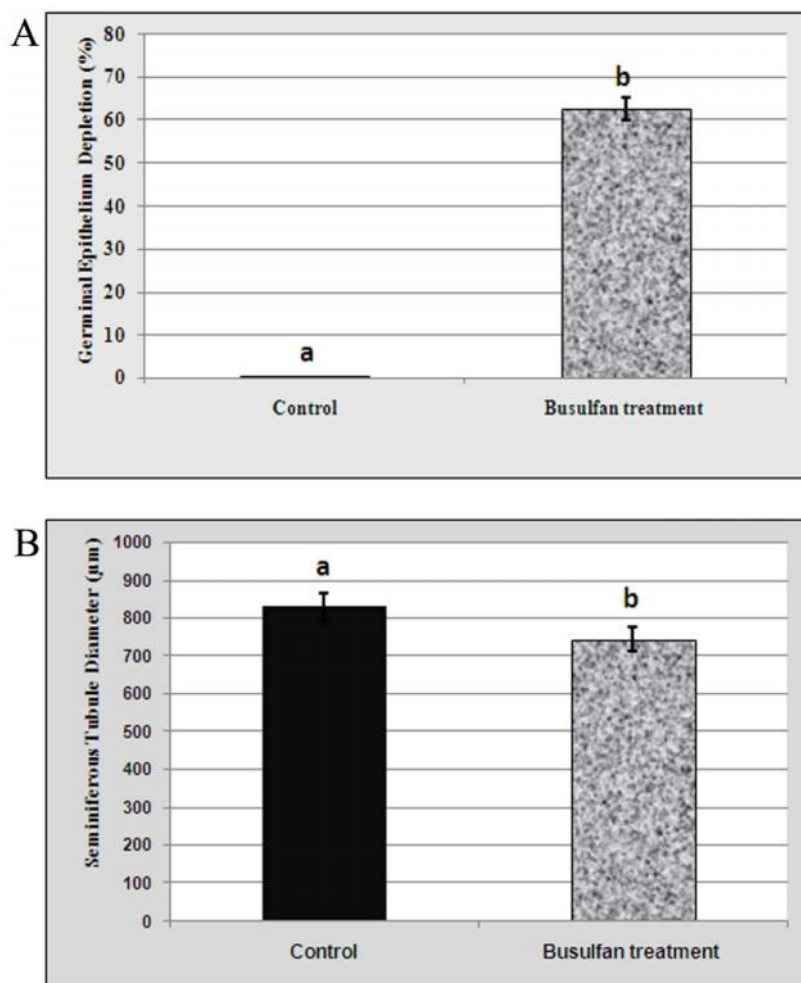 A
Germinal Epithelium Depletion (%)
80
70
60
50
40
30
20
10
0
a
b
Control
Busulfan treatment
B
Seminiferous Tubule Diameter (µm)
1000
900
800
700
600
500
400
300
200
100
0
a
b
Control
Busulfan treatment